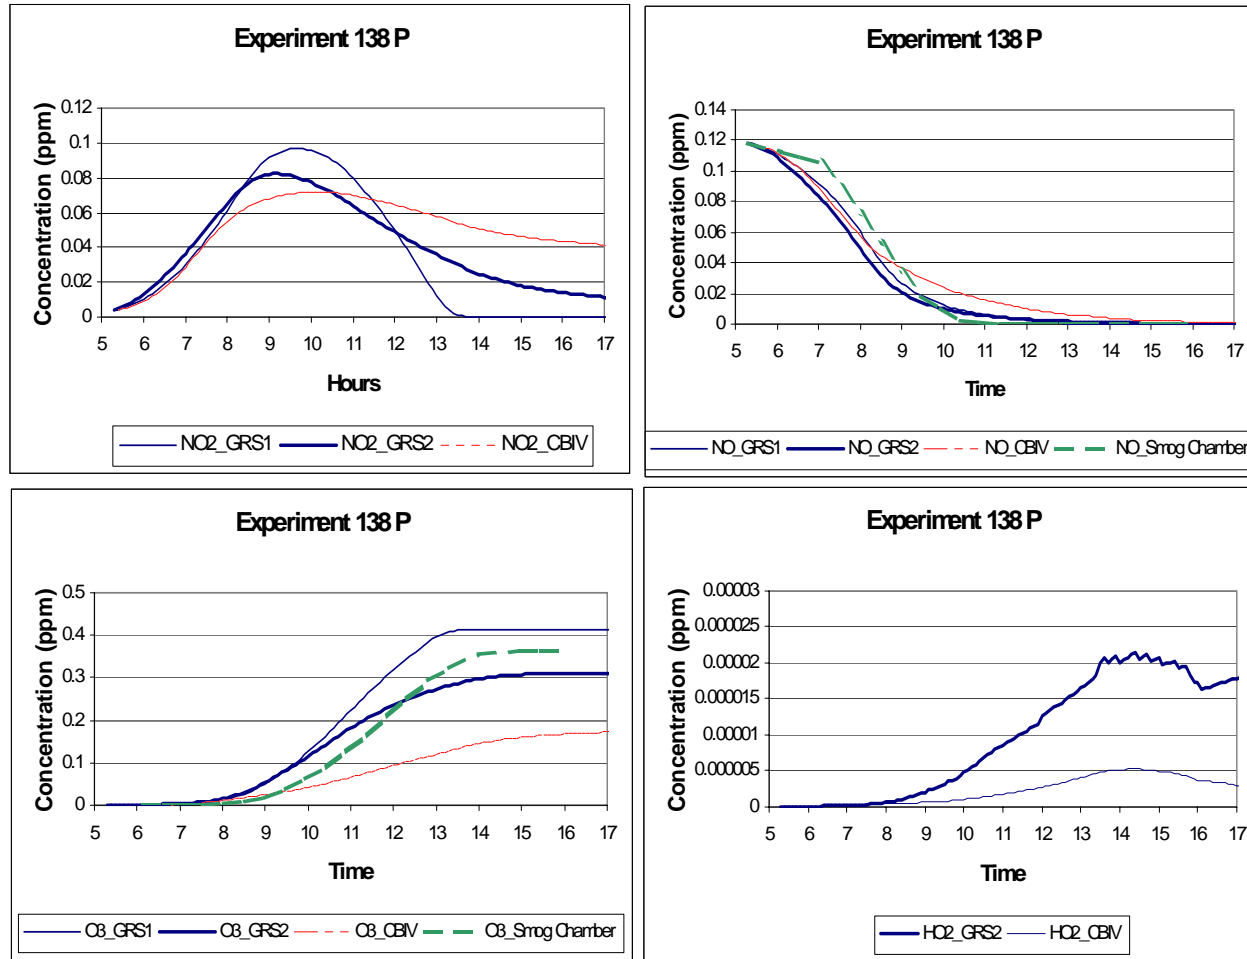 Experiment 138 P
Concentration (ppm)
0.12
0.1
0.08
0.06
0.04
0.02
0
5 6 7 8 9 10 11 12 13 14 15 16 17
Hours
NO2_GRS1 NO2_GRS2 NO2_CBIV
Experiment 138 P
Concentration (ppm)
0.14
0.12
0.1
0.08
0.06
0.04
0.02
0
5 6 7 8 9 10 11 12 13 14 15 16 17
Time
NO_GRS1 NO_GRS2 NO_CBIV NO_Smog Chamber
Experiment 138 P
Concentration (ppm)
0.5
0.4
0.3
0.2
0.1
0
5 6 7 8 9 10 11 12 13 14 15 16 17
Time
O3_GRS1 O3_GRS2 O3_CBIV O3_Smog Chamber
Experiment 138 P
Concentration (ppm)
0.00003
0.000025
0.00002
0.000015
0.00001
0.000005
0
5 6 7 8 9 10 11 12 13 14 15 16 17
Time
HO2_GRS2 HO2_CBIV